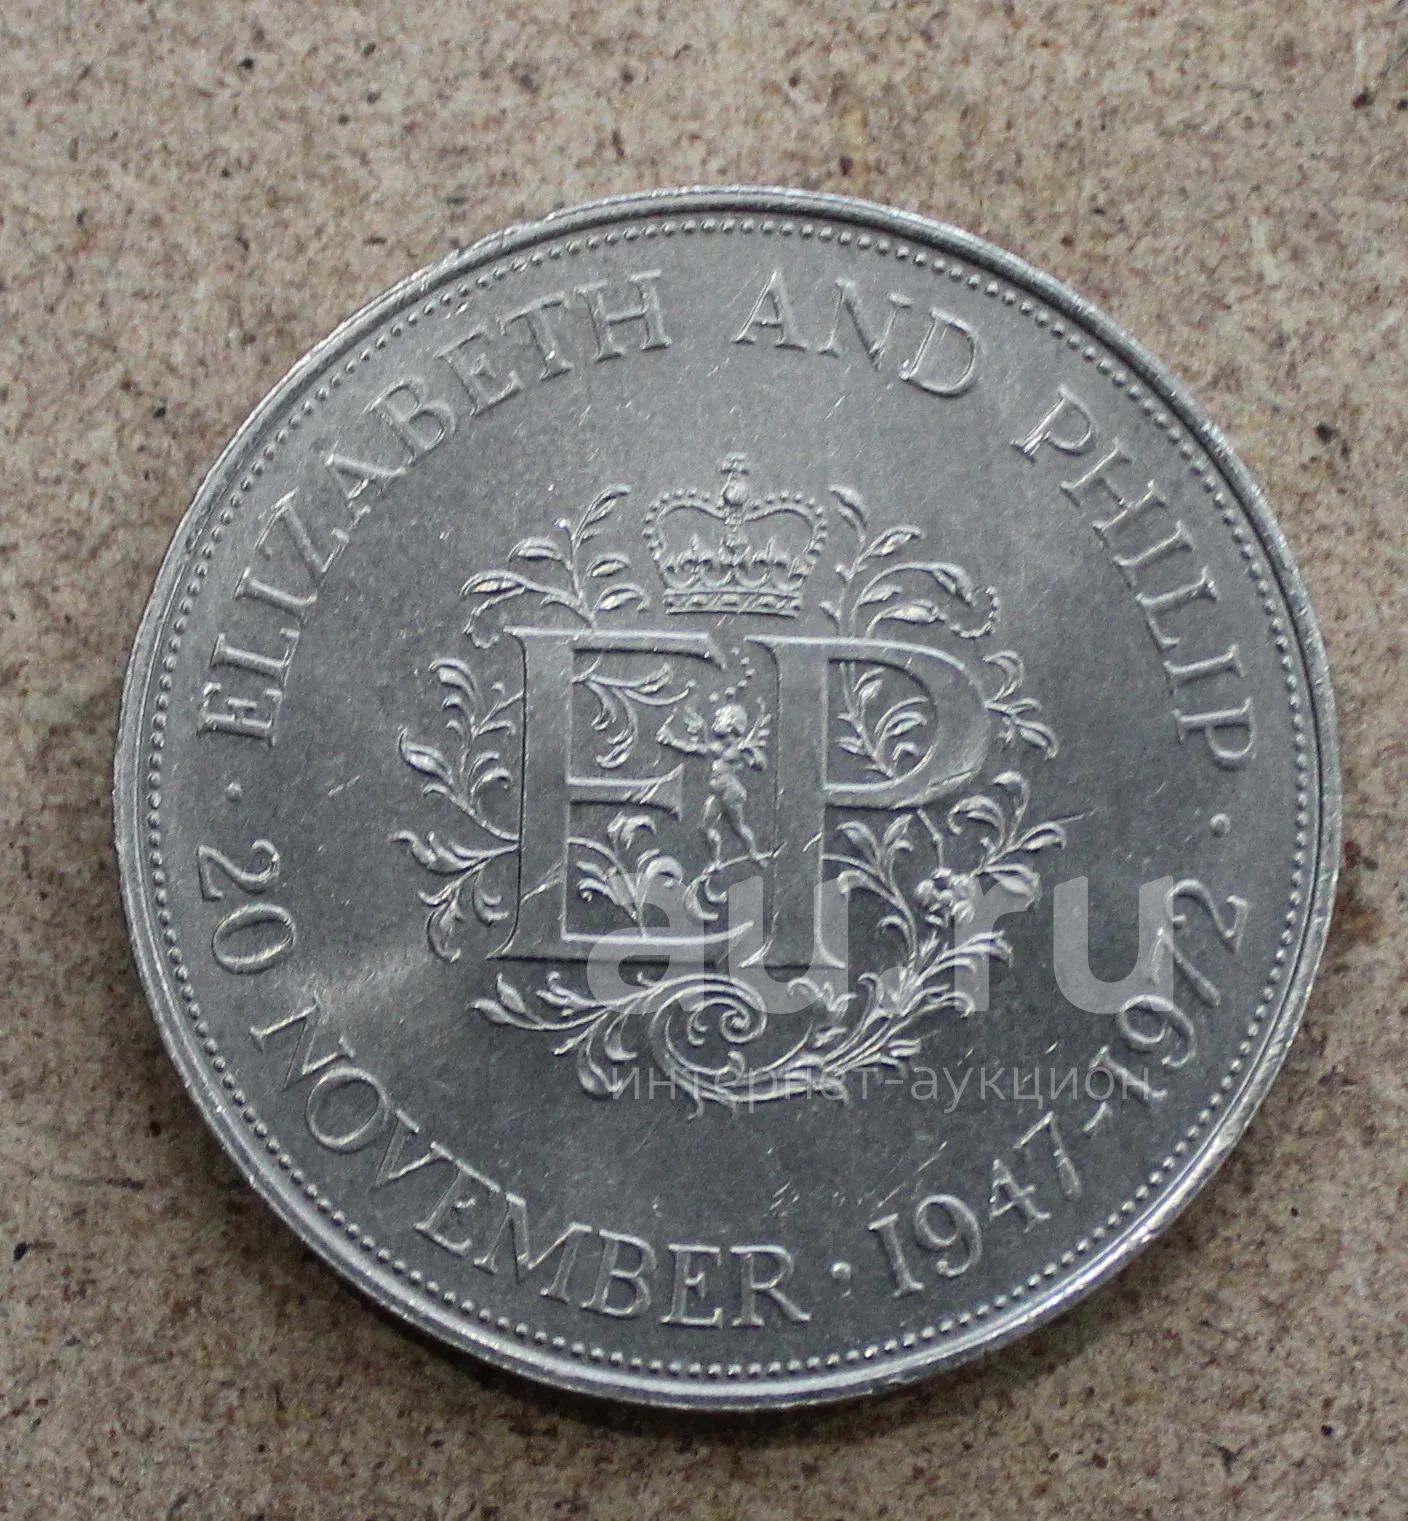 ELIZABETH AND PHILIP
· 20 NOVEMBER · 1947-1972 ·
EP
au.ru
интернет-аукцион